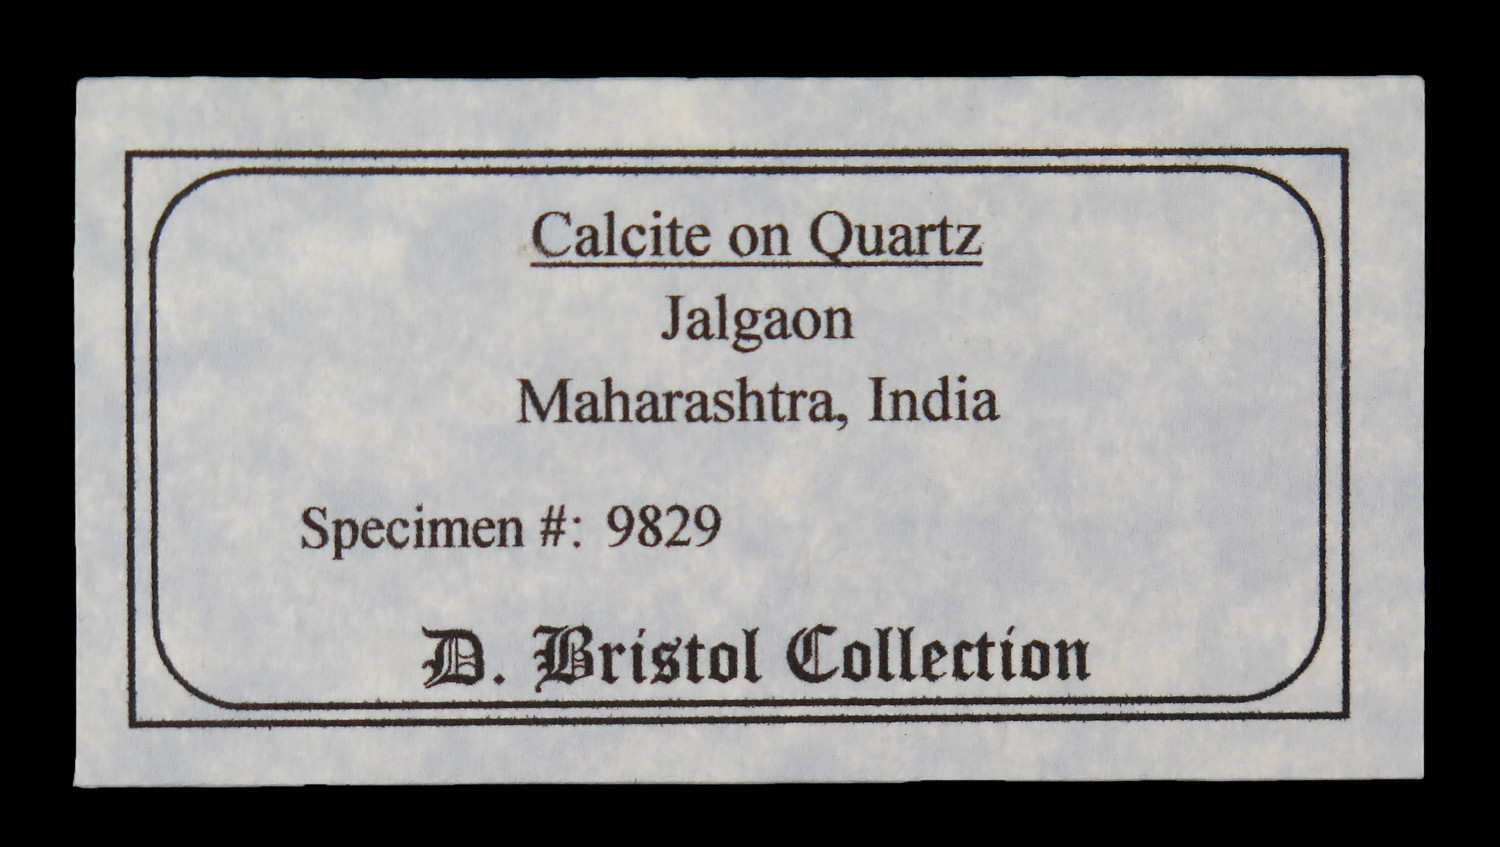 Calcite on Quartz
Jalgaon
Maharashtra, India
Specimen #: 9829
D. Bristol Collection